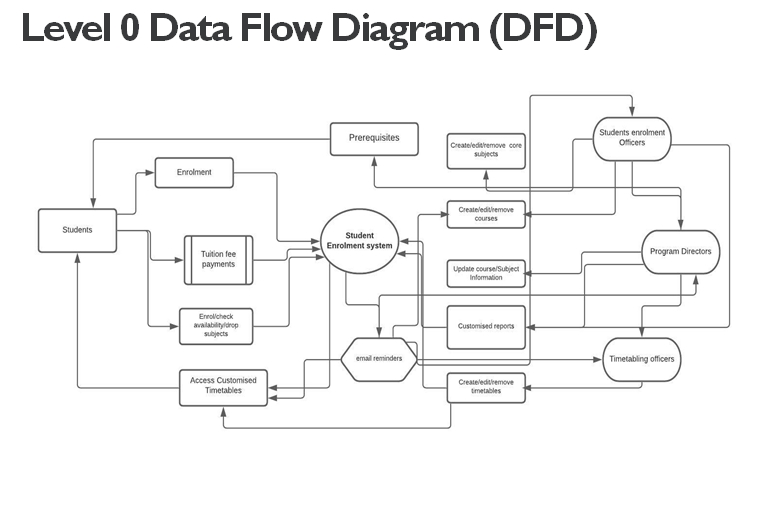 Level 0 Data Flow Diagram (DFD)
Prerequisites
Create/edit/remove core
subjects
Students enrolment
Officers
Enrolment
Students
Create/edit/remove
courses
Student
Enrolment system
Tuition fee
payments
Program Directors
Update course/Subject
Information
Enrol/check
availability/drop
subjects
Customised reports
email reminders
Timetabling officers
Access Customised
Timetables
Create/edit/remove
timetables